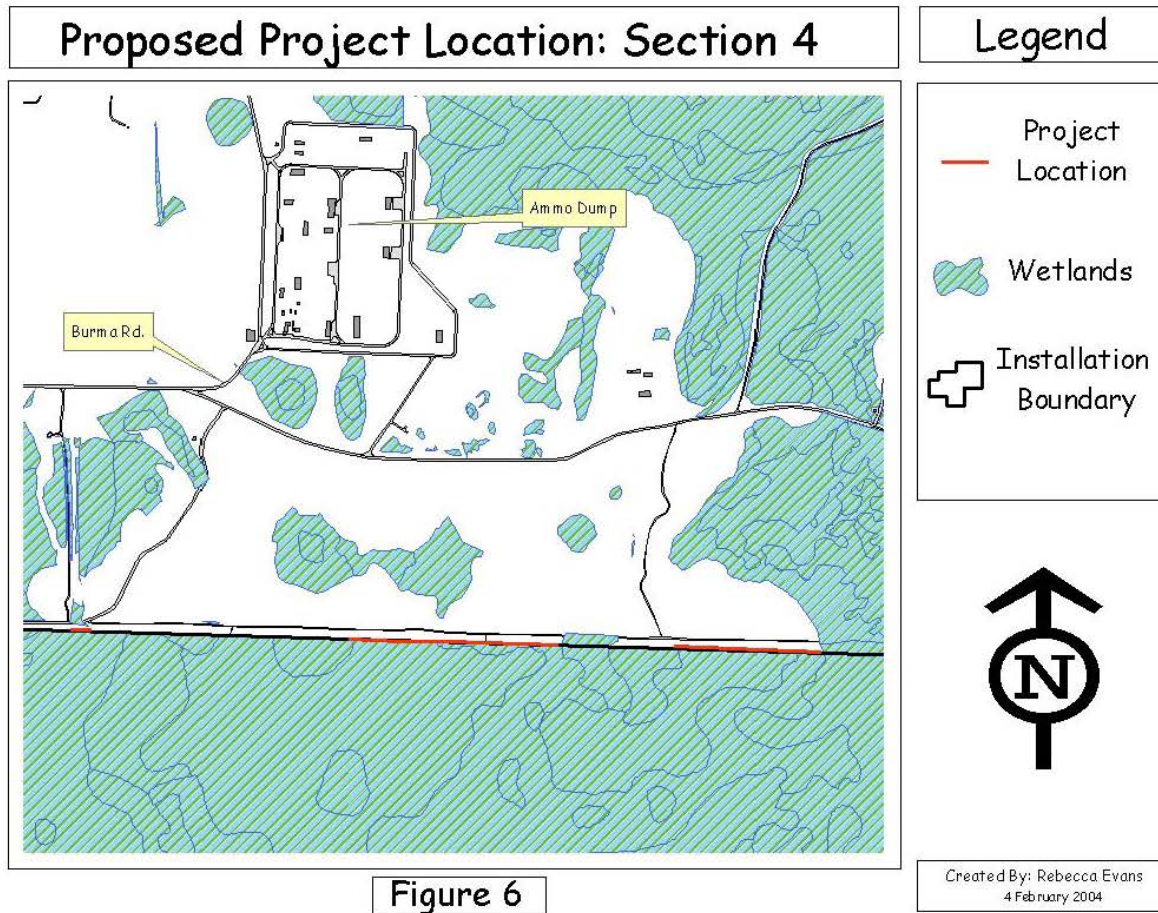 Proposed Project Location: Section 4
Legend
Project
Location
Wetlands
Installation
Boundary
Ammo Dump
Burma Rd.
N
Figure 6
Created By: Rebecca Evans
4 February 2004